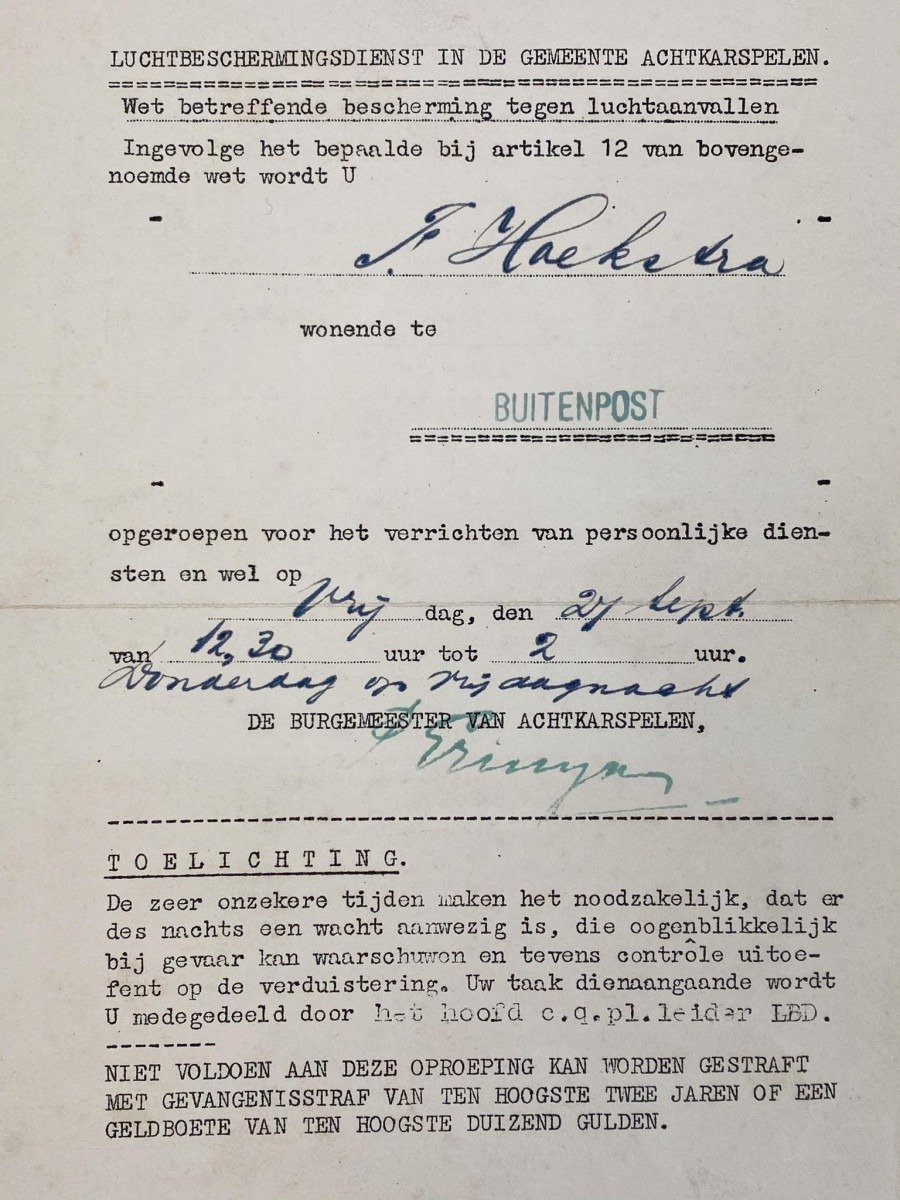 LUCHTBESCHERMINGSDIENST IN DE GEMEENTE ACHTKARSPELEN.
Wet betreffende bescherming tegen luchtaanvallen
Ingevolge het bepaalde bij artikel 12 van bovenge-
noemde wet wordt U
F. Hoekstra
wonende te
BUITENPOST
opgeroepen voor het verrichten van persoonlijke dien-
sten en wel op
Vrij dag, den 27 Sept.
van 12,30 uur tot 2 uur.
Donderdag op Vrijdagnacht
DE BURGEMEESTER VAN ACHTKARSPELEN,
TOELICHTING.
De zeer onzekere tijden maken het noodzakelijk, dat er
des nachts een wacht aanwezig is, die oogenblikkelijk
bij gevaar kan waarschuwon en tevens contrôle uitoe-
fent op de verduistering. Uw taak dienaangaande wordt
U medegedeeld door het hoofd c.q.pl.leider LBD.
NIET VOLDOEN AAN DEZE OPROEPING KAN WORDEN GESTRAFT
MET GEVANGENISSTRAF VAN TEN HOOGSTE TWEE JAREN OF EEN
GELDBOETE VAN TEN HOOGSTE DUIZEND GULDEN.